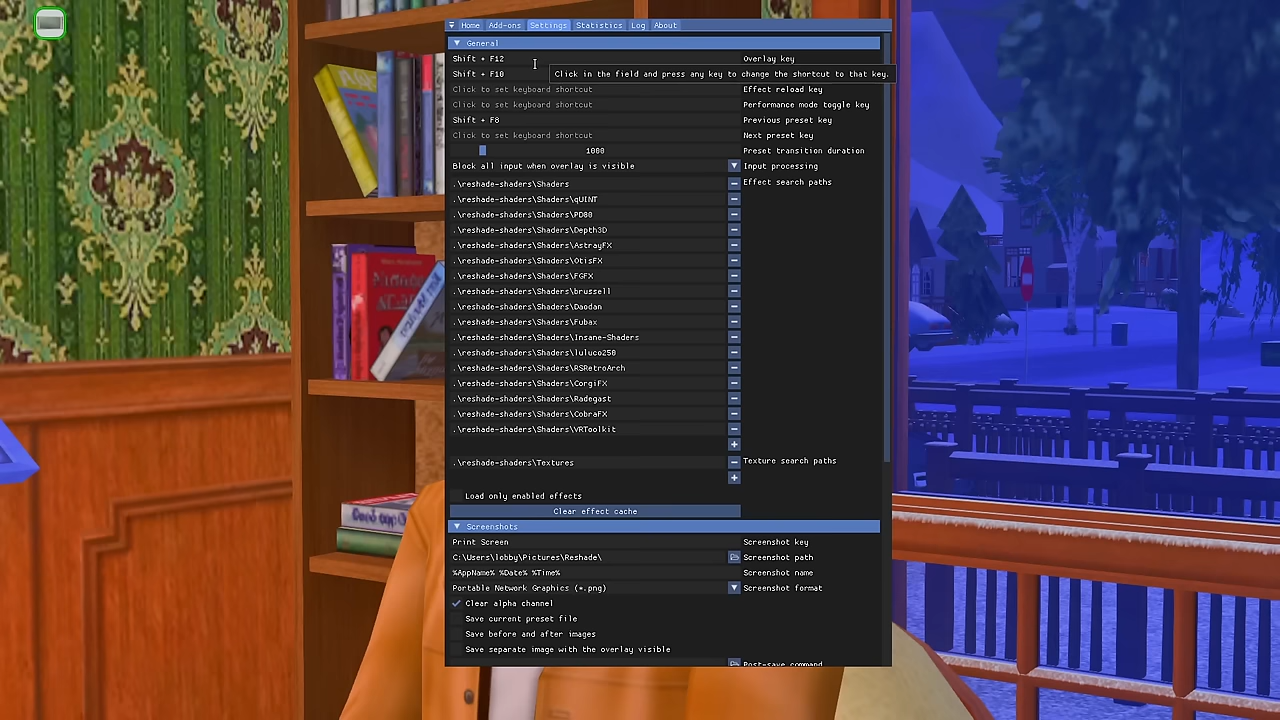 Home Add-ons Settings Statistics Log About
General
Shift + F12 Overlay key
Shift + F10 Click in the field and press any key to change the shortcut to that key.
Click to set keyboard shortcut Effect reload key
Click to set keyboard shortcut Performance mode toggle key
Shift + F8 Previous preset key
Click to set keyboard shortcut Next preset key
1000 Preset transition duration
Block all input when overlay is visible Input processing
.\reshade-shaders\Shaders Effect search paths
.\reshade-shaders\Shaders\qUINT
.\reshade-shaders\Shaders\PD80
.\reshade-shaders\Shaders\Depth3D
.\reshade-shaders\Shaders\AstrayFX
.\reshade-shaders\Shaders\OtisFX
.\reshade-shaders\Shaders\FGFX
.\reshade-shaders\Shaders\brussell
.\reshade-shaders\Shaders\Daodan
.\reshade-shaders\Shaders\Fubax
.\reshade-shaders\Shaders\Insane-Shaders
.\reshade-shaders\Shaders\luluco250
.\reshade-shaders\Shaders\RSRetroArch
.\reshade-shaders\Shaders\CorgiFX
.\reshade-shaders\Shaders\Radegast
.\reshade-shaders\Shaders\CobraFX
.\reshade-shaders\Shaders\VRToolkit
.\reshade-shaders\Textures Texture search paths
Load only enabled effects
Clear effect cache
Screenshots
Print Screen Screenshot key
C:\Users\lobby\Pictures\Reshade\ Screenshot path
%AppName% %Date% %Time% Screenshot name
Portable Network Graphics (*.png) Screenshot format
Clear alpha channel
Save current preset file
Save before and after images
Save separate image with the overlay visible
Post-save command